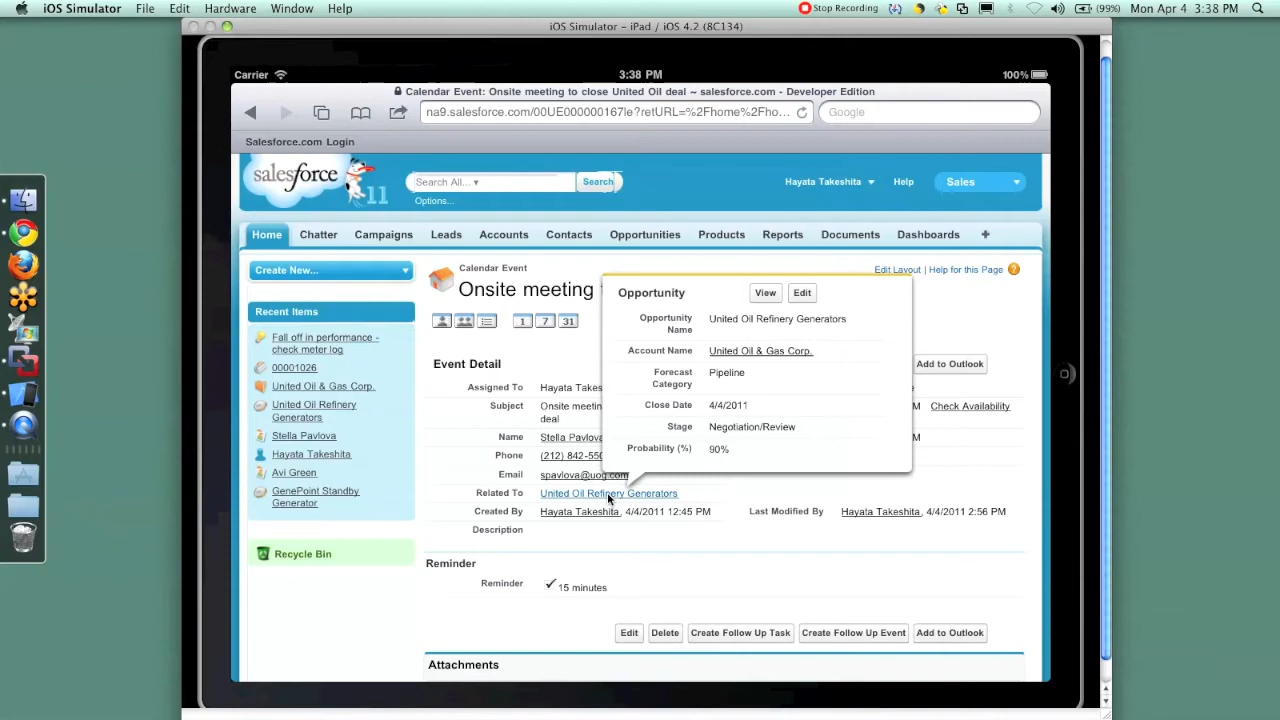 iOS Simulator File Edit Hardware Window Help
Stop Recording (99%) Mon Apr 4 3:38 PM
iOS Simulator - iPad / iOS 4.2 (8C134)
Carrier 3:38 PM 100%
Calendar Event: Onsite meeting to close United Oil deal ~ salesforce.com - Developer Edition
na9.salesforce.com/00UE000000167le?retURL=%2Fhome%2Fho... Google
Salesforce.com Login
salesforce 11
Search All... Search
Options...
Hayata Takeshita Help Sales
Home Chatter Campaigns Leads Accounts Contacts Opportunities Products Reports Documents Dashboards +
Create New...
Recent Items
Fall off in performance -
check meter log
00001026
United Oil & Gas Corp.
United Oil Refinery
Generators
Stella Pavlova
Hayata Takeshita
Avi Green
GenePoint Standby
Generator
Recycle Bin
Calendar Event
Onsite meeting
Edit Layout | Help for this Page ?
1 7 31
Opportunity View Edit
Opportunity
Name United Oil Refinery Generators
Account Name United Oil & Gas Corp.
Forecast
Category Pipeline
Close Date 4/4/2011
Stage Negotiation/Review
Probability (%) 90%
Event Detail Add to Outlook
Assigned To Hayata Takes
Subject Onsite meetin
deal
M Check Availability
Name Stella Pavlova
M
Phone (212) 842-550
Email spavlova@uog.com
Related To United Oil Refinery Generators
Created By Hayata Takeshita, 4/4/2011 12:45 PM Last Modified By Hayata Takeshita, 4/4/2011 2:56 PM
Description
Reminder
Reminder 15 minutes
Edit Delete Create Follow Up Task Create Follow Up Event Add to Outlook
Attachments